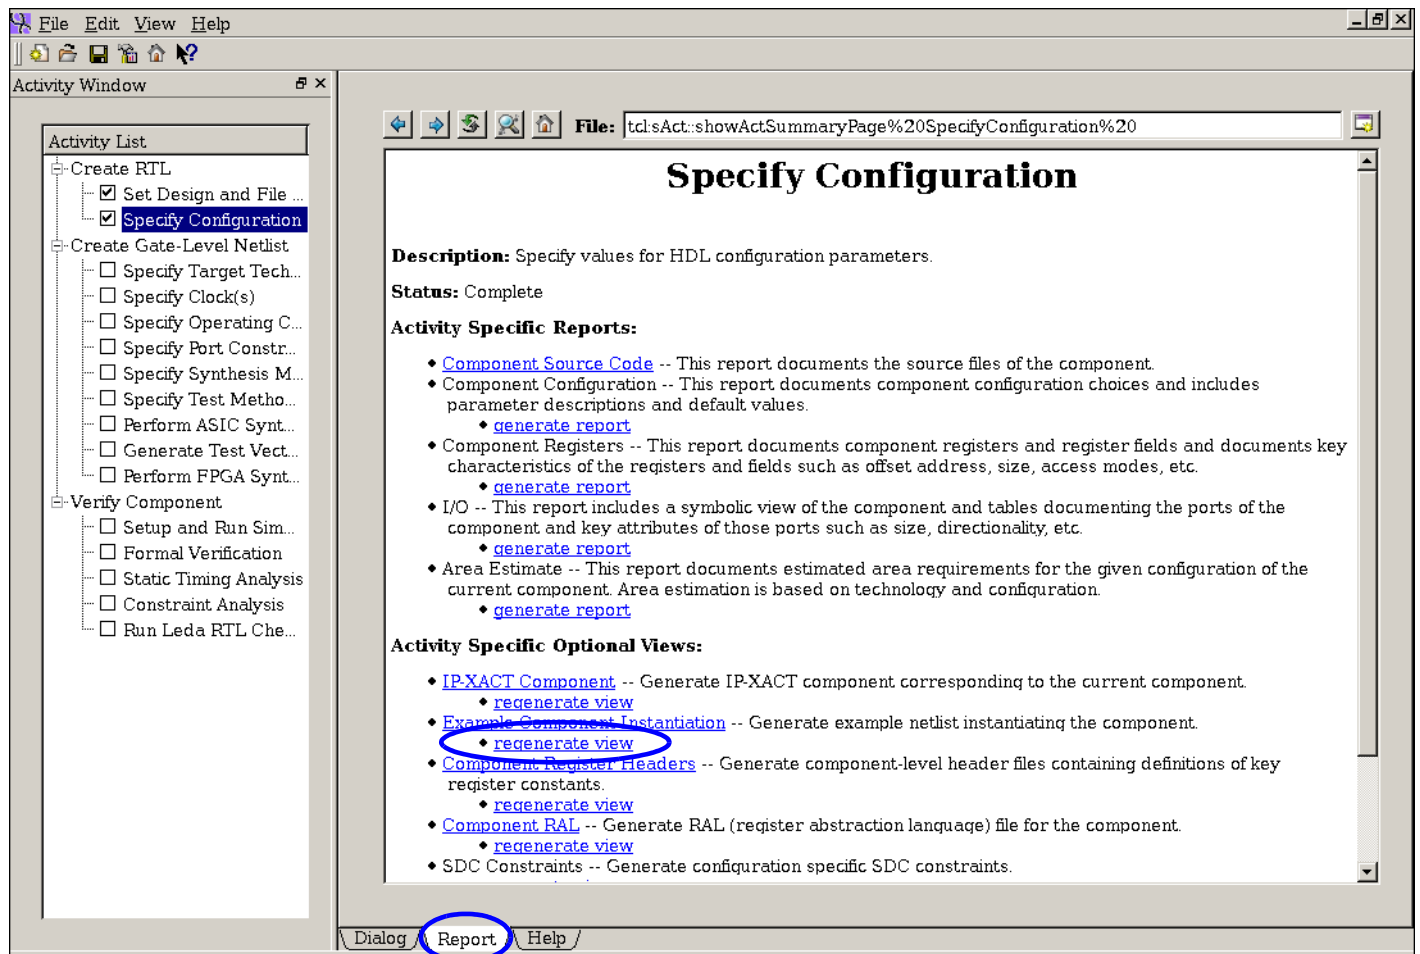 File Edit View Help
Activity Window
Activity List
Create RTL
Set Design and File ...
Specify Configuration
Create Gate-Level Netlist
Specify Target Tech...
Specify Clock(s)
Specify Operating C...
Specify Port Constr...
Specify Synthesis M...
Specify Test Metho...
Perform ASIC Synt...
Generate Test Vect...
Perform FPGA Synt...
Verify Component
Setup and Run Sim...
Formal Verification
Static Timing Analysis
Constraint Analysis
Run Leda RTL Che...
File: tcl:sAct::showActSummaryPage%20SpecifyConfiguration%20
Specify Configuration
Description: Specify values for HDL configuration parameters.
Status: Complete
Activity Specific Reports:
Component Source Code -- This report documents the source files of the component.
Component Configuration -- This report documents component configuration choices and includes
parameter descriptions and default values.
generate report
Component Registers -- This report documents component registers and register fields and documents key
characteristics of the registers and fields such as offset address, size, access modes, etc.
generate report
I/O -- This report includes a symbolic view of the component and tables documenting the ports of the
component and key attributes of those ports such as size, directionality, etc.
generate report
Area Estimate -- This report documents estimated area requirements for the given configuration of the
current component. Area estimation is based on technology and configuration.
generate report
Activity Specific Optional Views:
IP-XACT Component -- Generate IP-XACT component corresponding to the current component.
regenerate view
Example Component Instantiation -- Generate example netlist instantiating the component.
regenerate view
Component Register Headers -- Generate component-level header files containing definitions of key
register constants.
regenerate view
Component RAL -- Generate RAL (register abstraction language) file for the component.
regenerate view
SDC Constraints -- Generate configuration specific SDC constraints.
Dialog Report Help